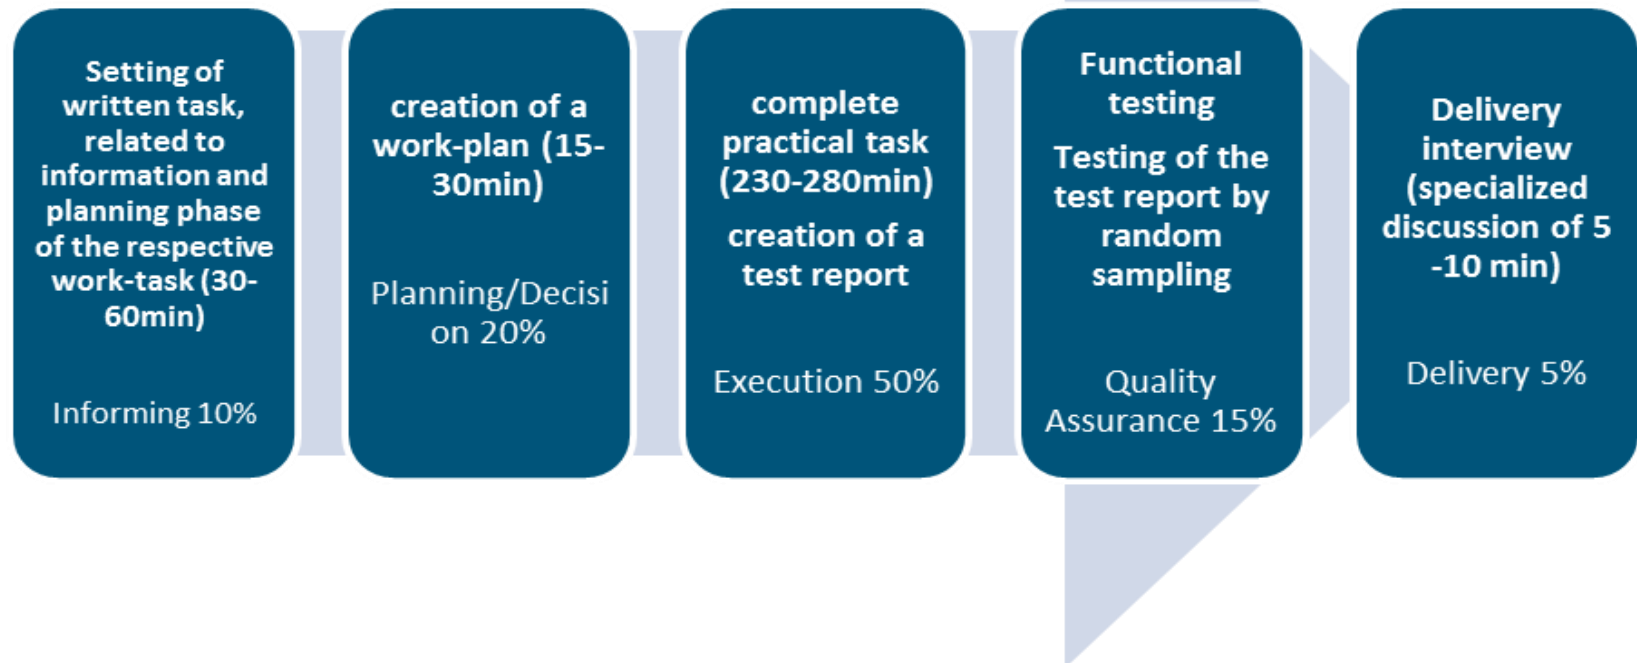 Setting of
written task,
related to
information and
planning phase
of the respective
work-task (30-
60min)
Informing 10%
creation of a
work-plan (15-
30min)
Planning/Decisi
on 20%
complete
practical task
(230-280min)
creation of a
test report
Execution 50%
Functional
testing
Testing of the
test report by
random
sampling
Quality
Assurance 15%
Delivery
interview
(specialized
discussion of 5
-10 min)
Delivery 5%